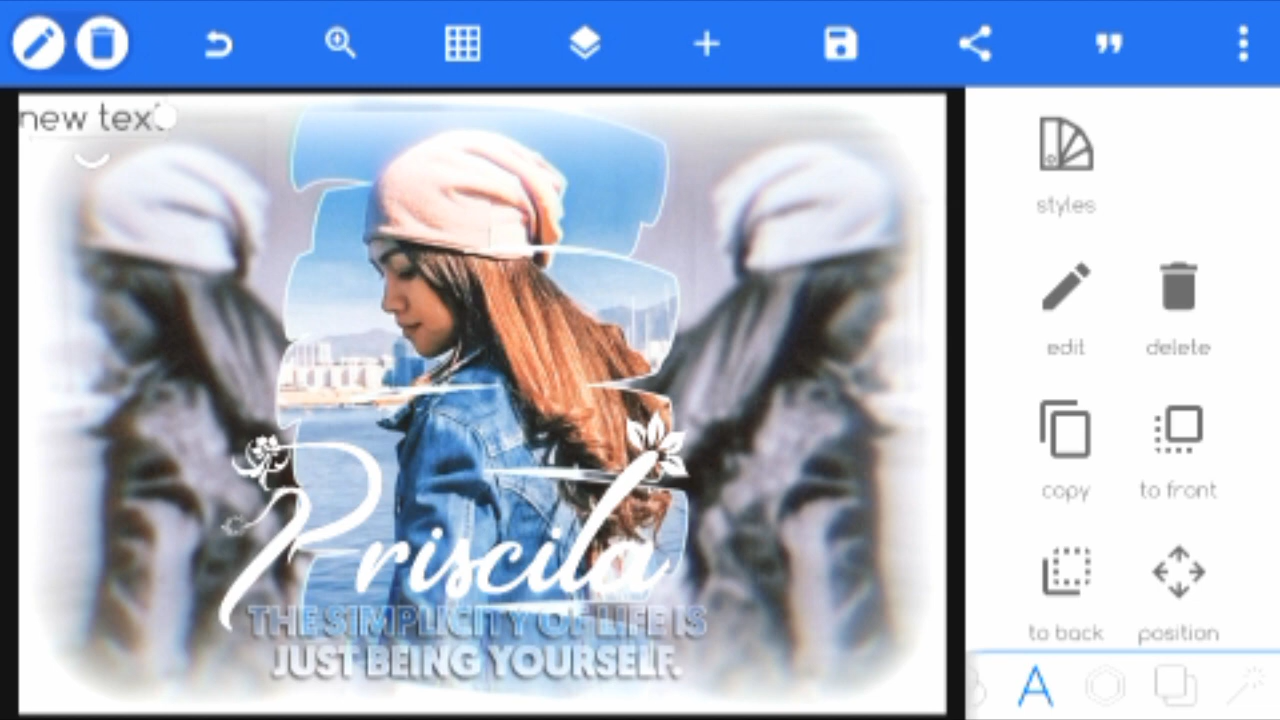 new text
styles
edit
delete
copy
to front
to back
position
Priscila
THE SIMPLICITY OF LIFE IS
JUST BEING YOURSELF.